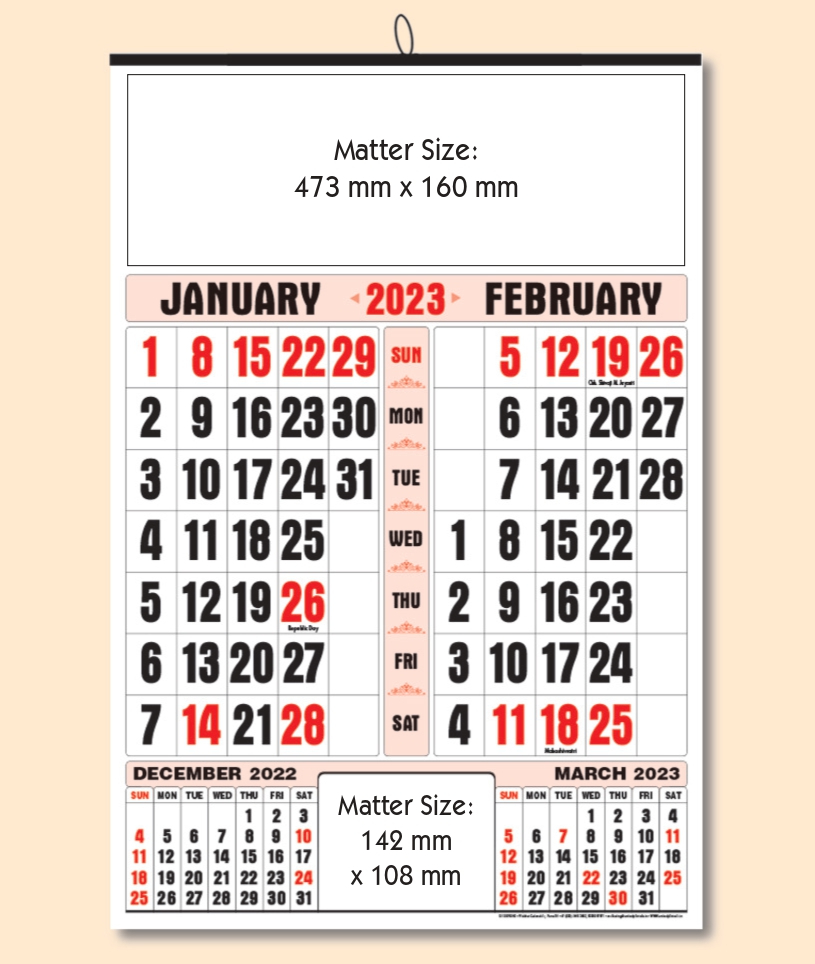 Matter Size:
473 mm x 160 mm
JANUARY 2023 FEBRUARY
1 8 15 22 29 SUN 5 12 19 26
Chh. Shivaji M. Jayanti
2 9 16 23 30 MON 6 13 20 27
3 10 17 24 31 TUE 7 14 21 28
4 11 18 25 WED 1 8 15 22
5 12 19 26 THU 2 9 16 23
Republic Day
6 13 20 27 FRI 3 10 17 24
7 14 21 28 SAT 4 11 18 25
Mahashivratri
DECEMBER 2022
SUN MON TUE WED THU FRI SAT
1 2 3
4 5 6 7 8 9 10
11 12 13 14 15 16 17
18 19 20 21 22 23 24
25 26 27 28 29 30 31
Matter Size:
142 mm
x 108 mm
MARCH 2023
SUN MON TUE WED THU FRI SAT
1 2 3 4
5 6 7 8 9 10 11
12 13 14 15 16 17 18
19 20 21 22 23 24 25
26 27 28 29 30 31